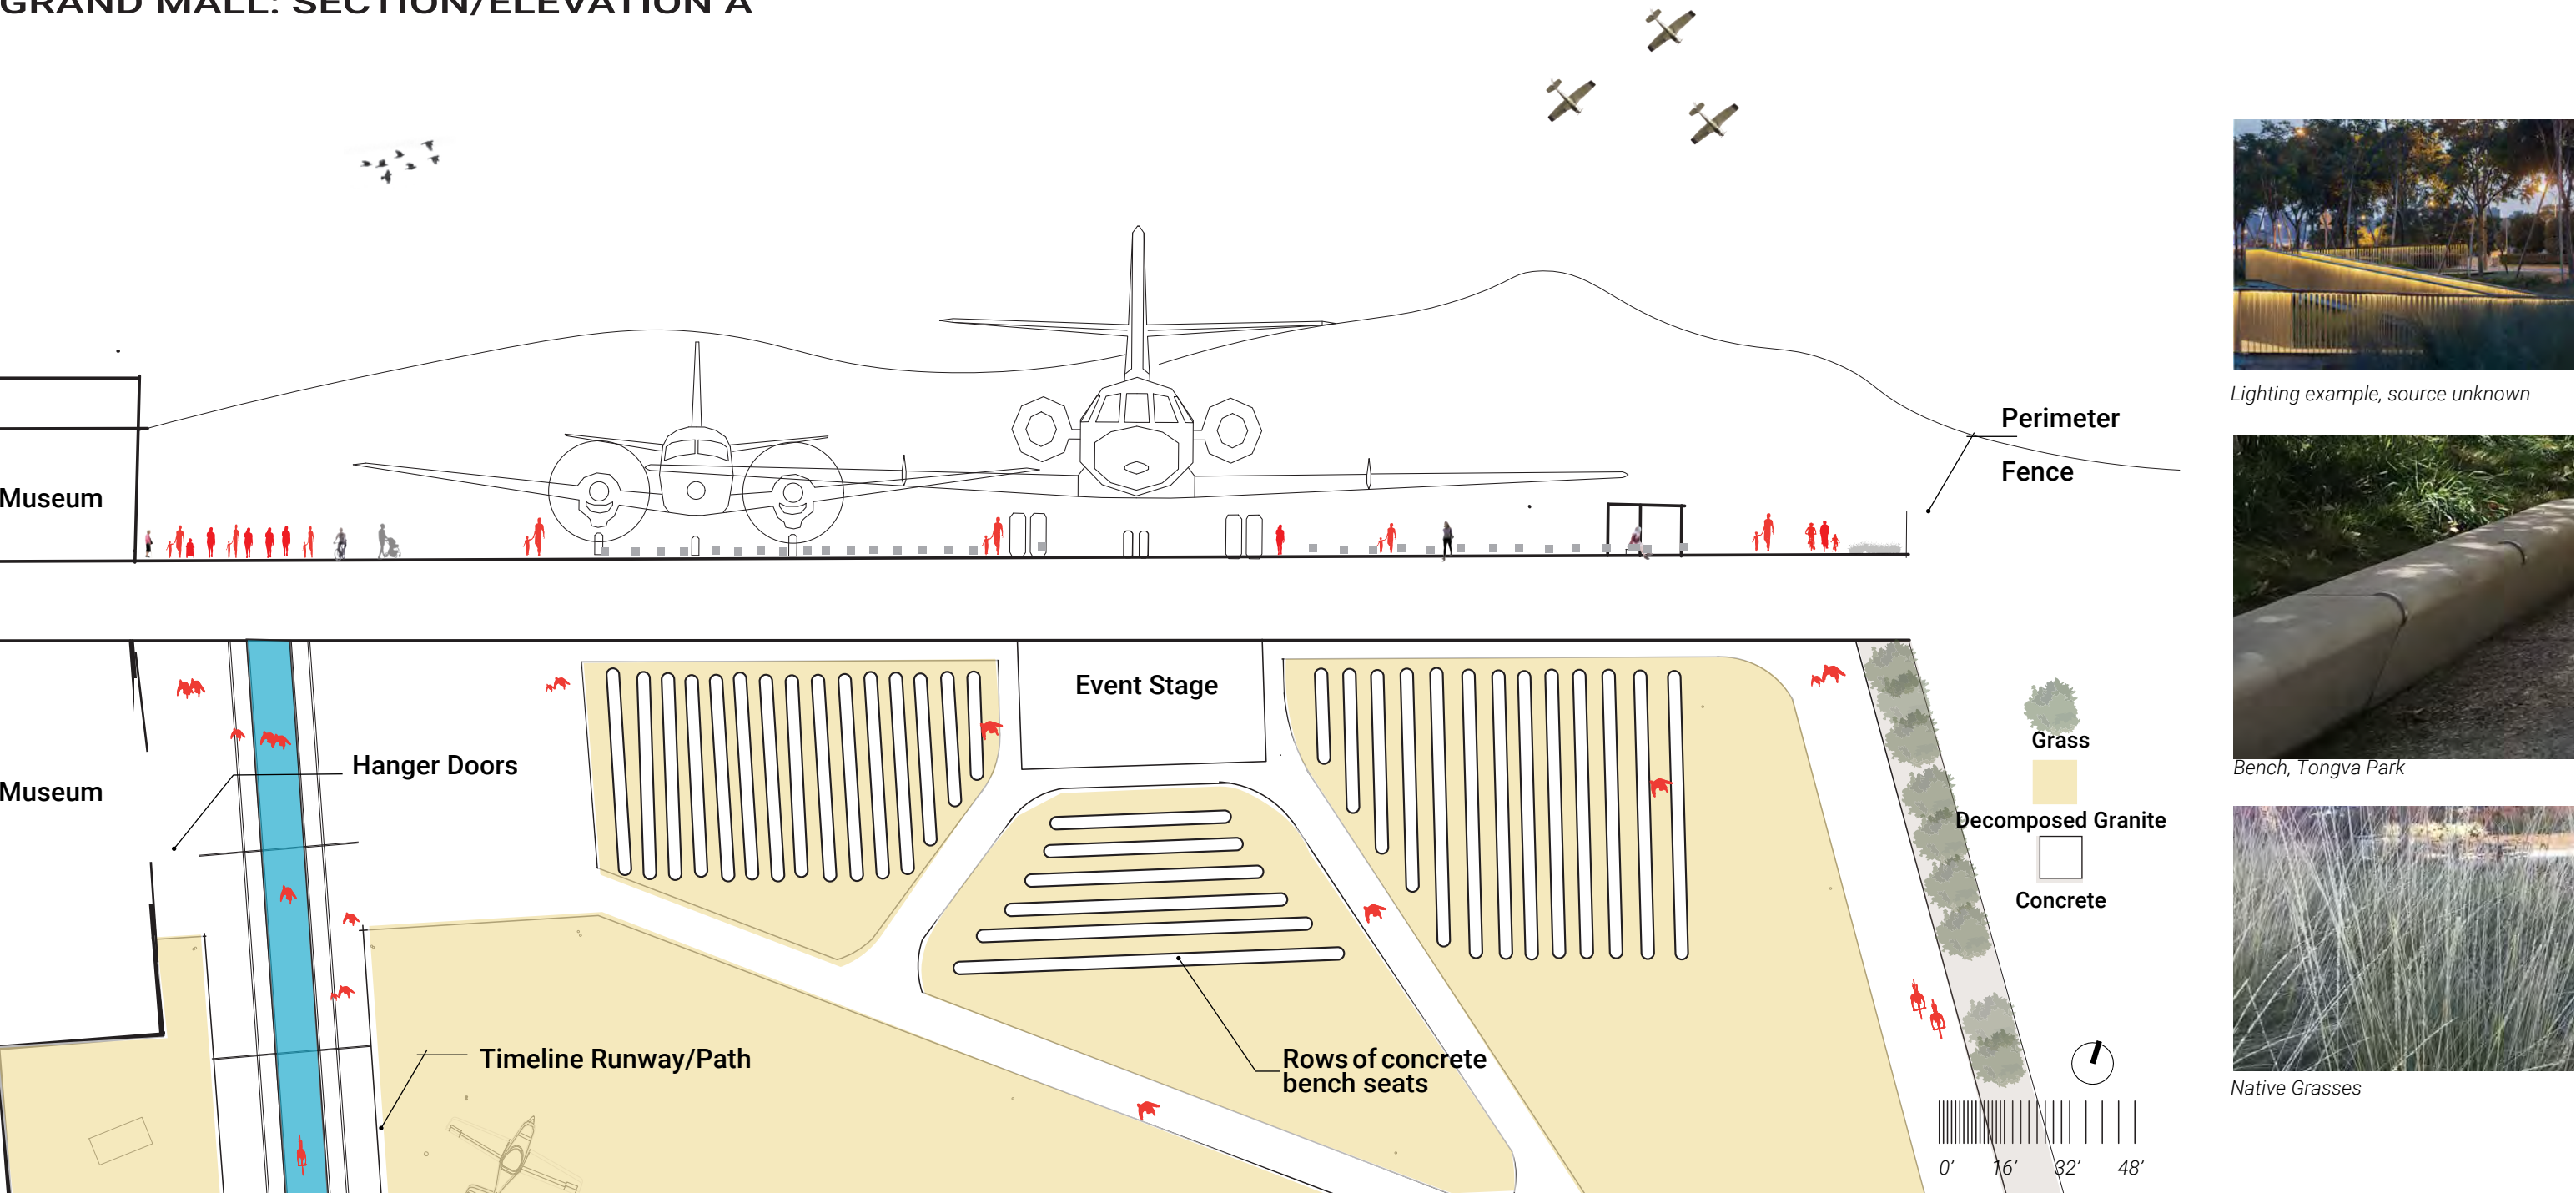 GRAND MALL: SECTION/ELEVATION A
Lighting example, source unknown
Perimeter
Fence
Museum
Event Stage
Hanger Doors
Museum
Grass
Bench, Tongva Park
Decomposed Granite
Concrete
Timeline Runway/Path
Rows of concrete
bench seats
Native Grasses
0’ 16’ 32’ 48’